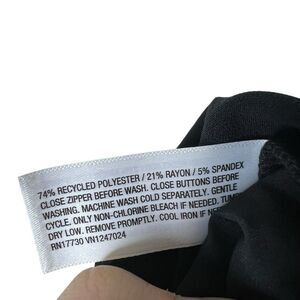 74% RECYCLED POLYESTER / 21% RAYON / 5% SPANDEX
CLOSE ZIPPER BEFORE WASH. CLOSE BUTTONS BEFORE
WASHING. MACHINE WASH COLD SEPARATELY. GENTLE
CYCLE. ONLY NON-CHLORINE BLEACH IF NEEDED.
DRY LOW. REMOVE PROMPTLY. COOL IRON IF
RN17730 VN1247024